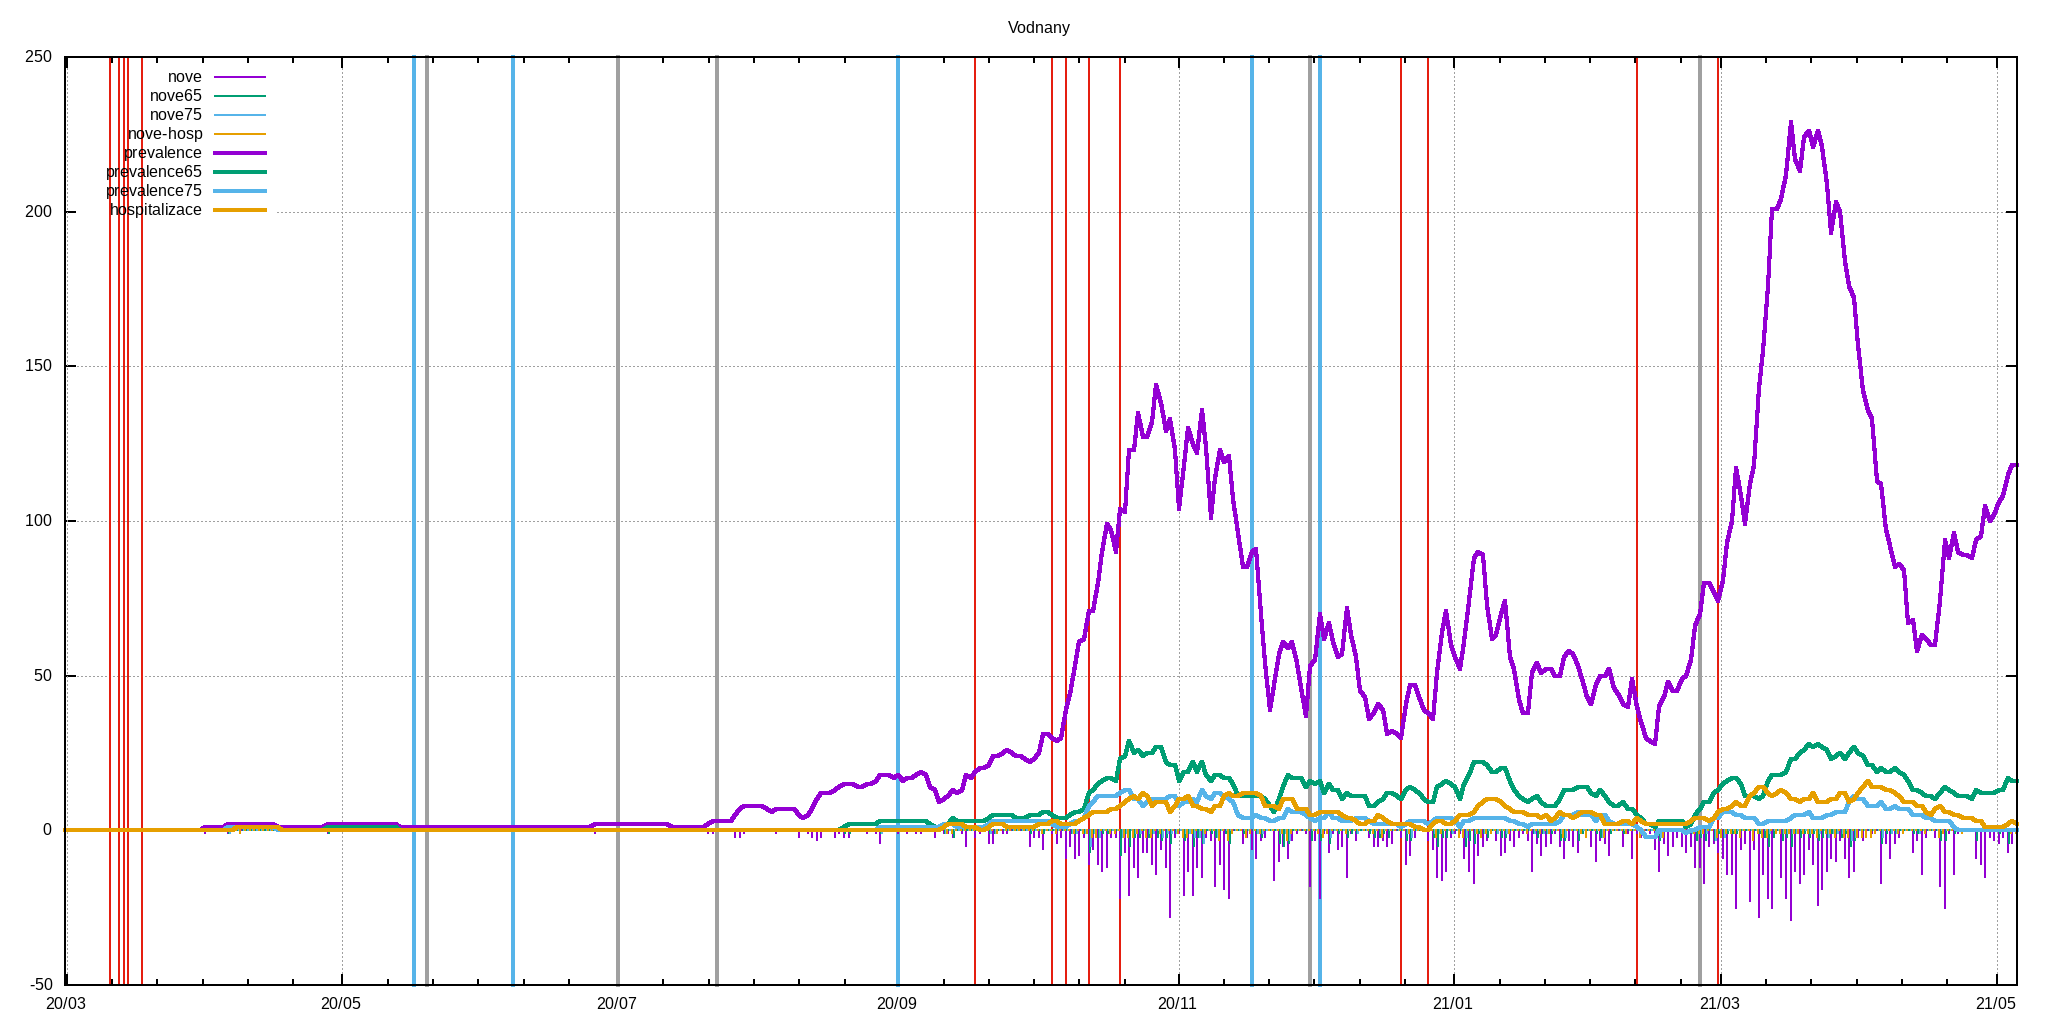 Vodnany
250
nove
nove65
nove75
nove-hosp
prevalence
prevalence65
prevalence75
hospitalizace
200
150
100
50
0
-50
20/03 20/05 20/07 20/09 20/11 21/01 21/03 21/05